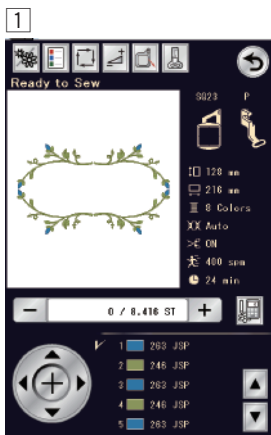 1
Ready to Sew
SQ23 P
128 mm
216 mm
8 Colors
Auto
ON
400 spm
24 min
- 0 / 8.416 ST +
1 263 JSP
2 246 JSP
3 263 JSP
4 246 JSP
5 263 JSP